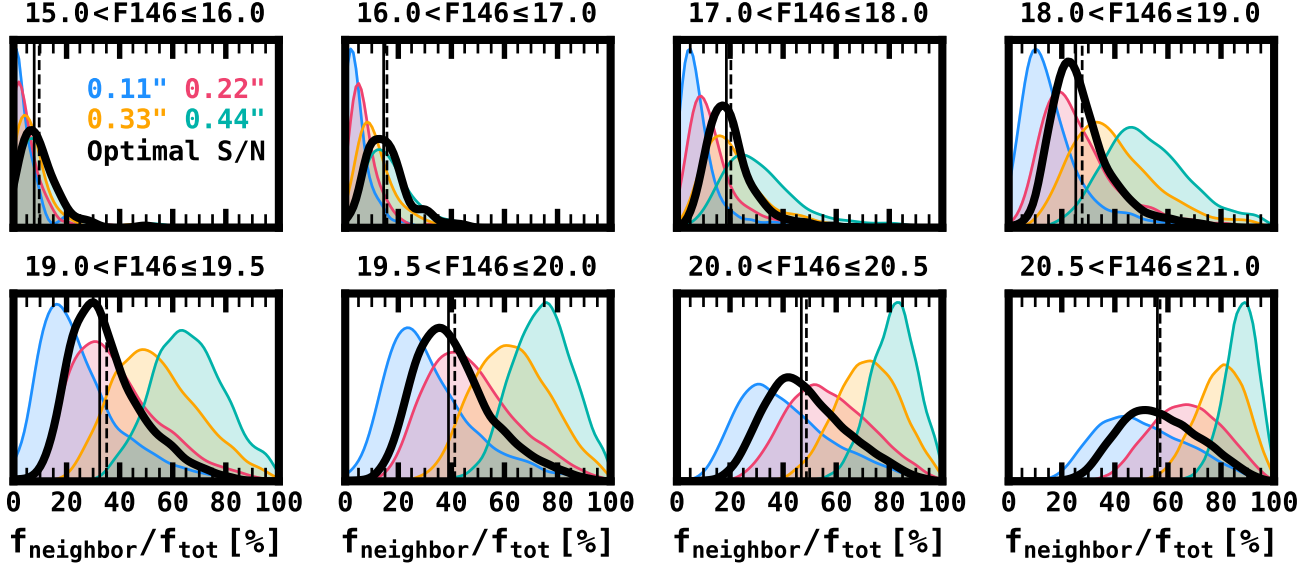 15.0<F146≤16.0 16.0<F146≤17.0 17.0<F146≤18.0 18.0<F146≤19.0
0.11" 0.22"
0.33" 0.44"
Optimal S/N
19.0<F146≤19.5 19.5<F146≤20.0 20.0<F146≤20.5 20.5<F146≤21.0
0 20 40 60 80 100 0 20 40 60 80 100 0 20 40 60 80 100 0 20 40 60 80 100
fneighbor/ftot [%] fneighbor/ftot [%] fneighbor/ftot [%] fneighbor/ftot [%]